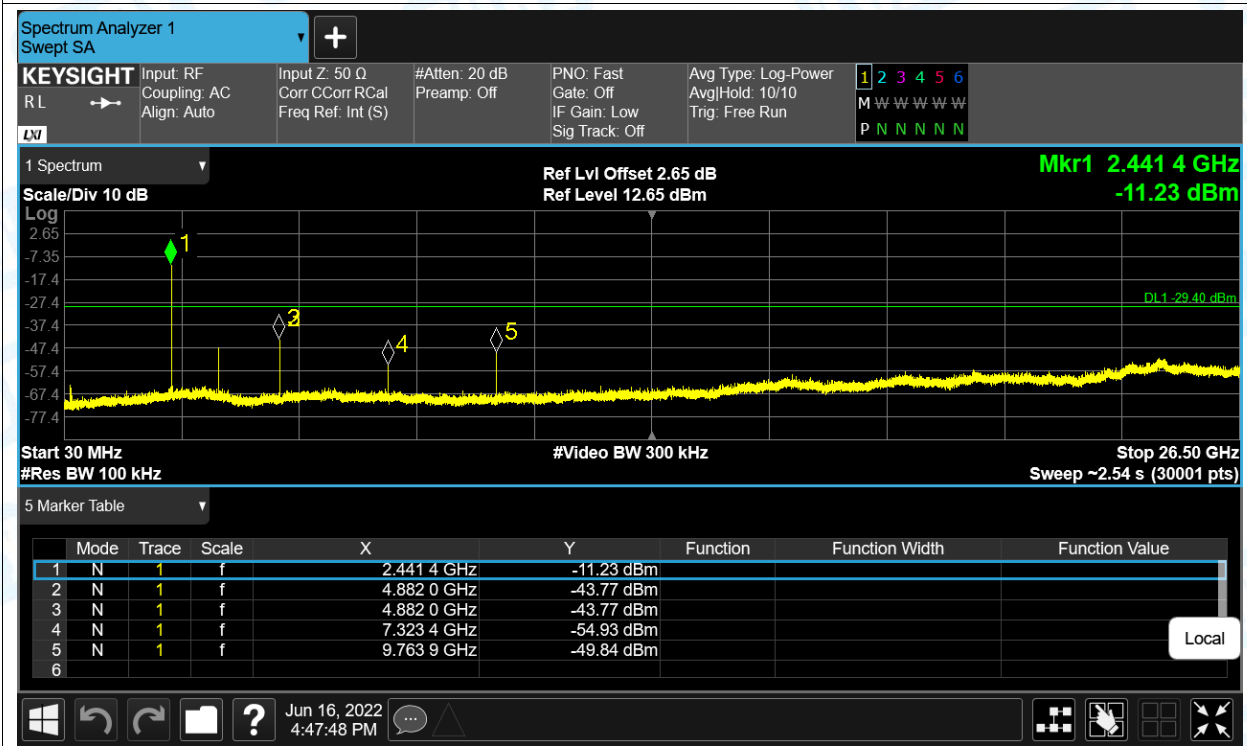 Spectrum Analyzer 1
Swept SA
+
KEYSIGHT Input: RF Input Z: 50 Ω #Atten: 20 dB PNO: Fast Avg Type: Log-Power 1 2 3 4 5 6
R L Coupling: AC Corr CCorr RCal Preamp: Off Gate: Off Avg|Hold: 10/10 M W W W W W
Align: Auto Freq Ref: Int (S) IF Gain: Low Trig: Free Run
LXI Sig Track: Off P N N N N N
1 Spectrum Ref Lvl Offset 2.65 dB Mkr1 2.441 4 GHz
Scale/Div 10 dB Ref Level 12.65 dBm -11.23 dBm
Log
2.65 1
-7.35
-17.4
-27.4 DL1 -29.40 dBm
-37.4 3
-47.4 4 5
-57.4
-67.4
-77.4
Start 30 MHz #Video BW 300 kHz Stop 26.50 GHz
#Res BW 100 kHz Sweep ~2.54 s (30001 pts)
5 Marker Table
Mode Trace Scale X Y Function Function Width Function Value
1 N 1 f 2.441 4 GHz -11.23 dBm
2 N 1 f 4.882 0 GHz -43.77 dBm
3 N 1 f 4.882 0 GHz -43.77 dBm
4 N 1 f 7.323 4 GHz -54.93 dBm
5 N 1 f 9.763 9 GHz -49.84 dBm
6
Local
? Jun 16, 2022
4:47:48 PM